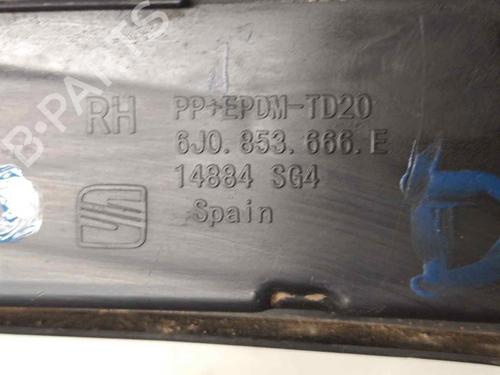 B-PARTS
RH PP+EPDM-TD20
6J0.853.666.E
14884 SG4
Spain